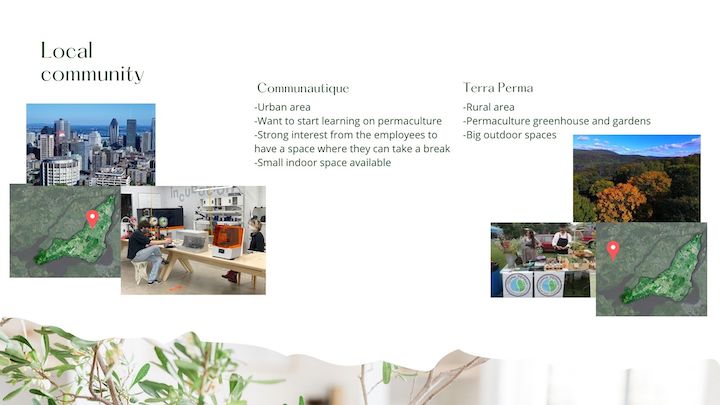 Local
community
Communautique
-Urban area
-Want to start learning on permaculture
-Strong interest from the employees to
have a space where they can take a break
-Small indoor space available
Terra Perma
-Rural area
-Permaculture greenhouse and gardens
-Big outdoor spaces